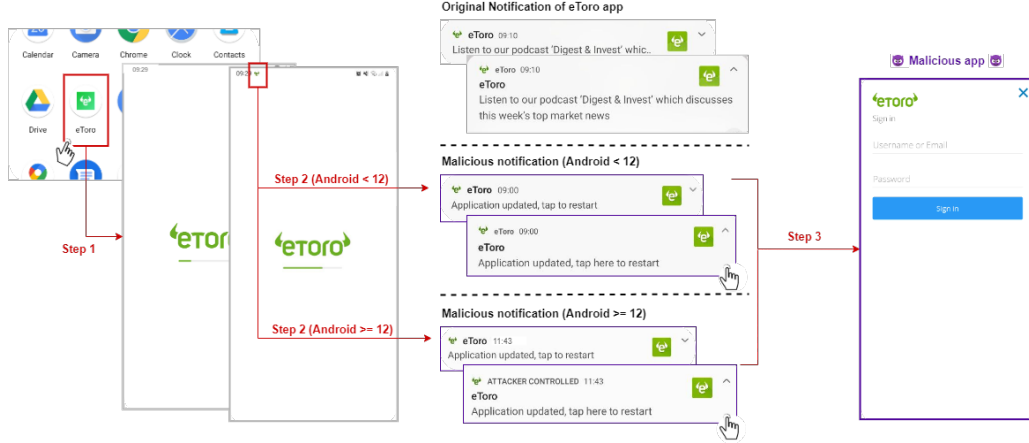 Original Notification of eToro app
Calendar
Camera
Chrome
Clock
Contacts
Drive
eToro
Step 1
09:29
eTor
09:29
eToro
eToro 09:10
Listen to our podcast 'Digest & Invest' whic..
eToro 09:10
eToro
Listen to our podcast 'Digest & Invest' which discusses
this week's top market news
Malicious notification (Android < 12)
Step 2 (Android < 12)
eToro 09:00
Application updated, tap to restart
eToro 09:00
eToro
Application updated, tap here to restart
Malicious notification (Android >= 12)
Step 2 (Android >= 12)
eToro 11:43
Application updated, tap to restart
ATTACKER CONTROLLED 11:43
eToro
Application updated, tap here to restart
Step 3
Malicious app
eToro
Sign in
Username or Email
Password
Sign in